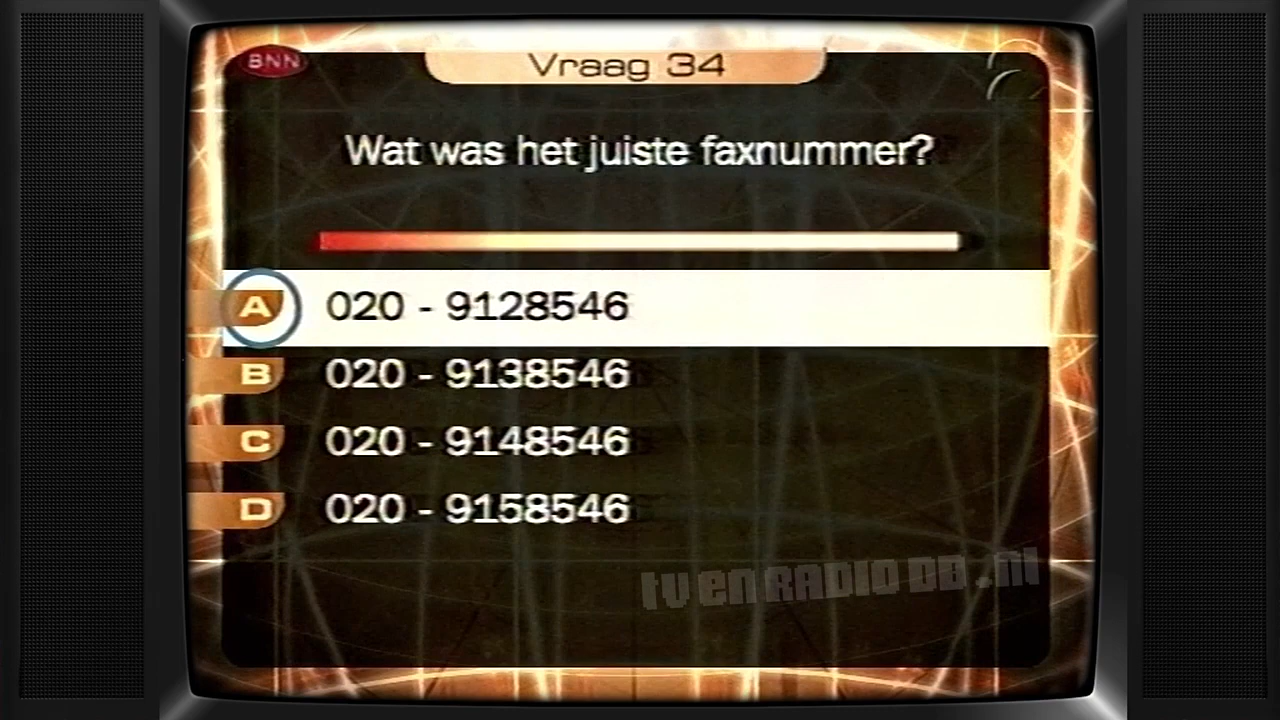 BNN
Vraag 34
2
Wat was het juiste faxnummer?
A 020 - 9128546
B 020 - 9138546
C 020 - 9148546
D 020 - 9158546
tv en RADIO DB .nl